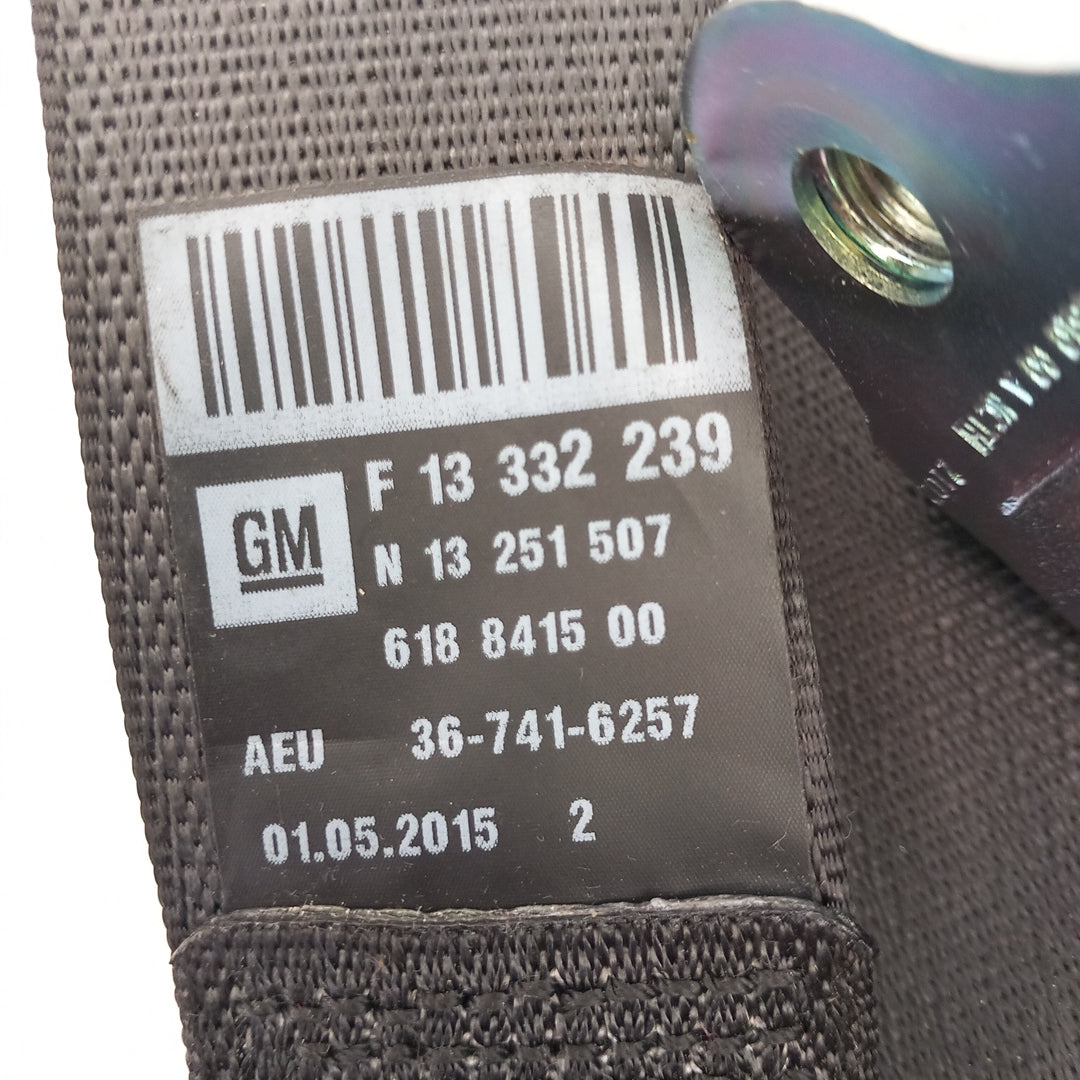 F 13 332 239
GM
N 13 251 507
618 8415 00
AEU 36-741-6257
01.05.2015 2